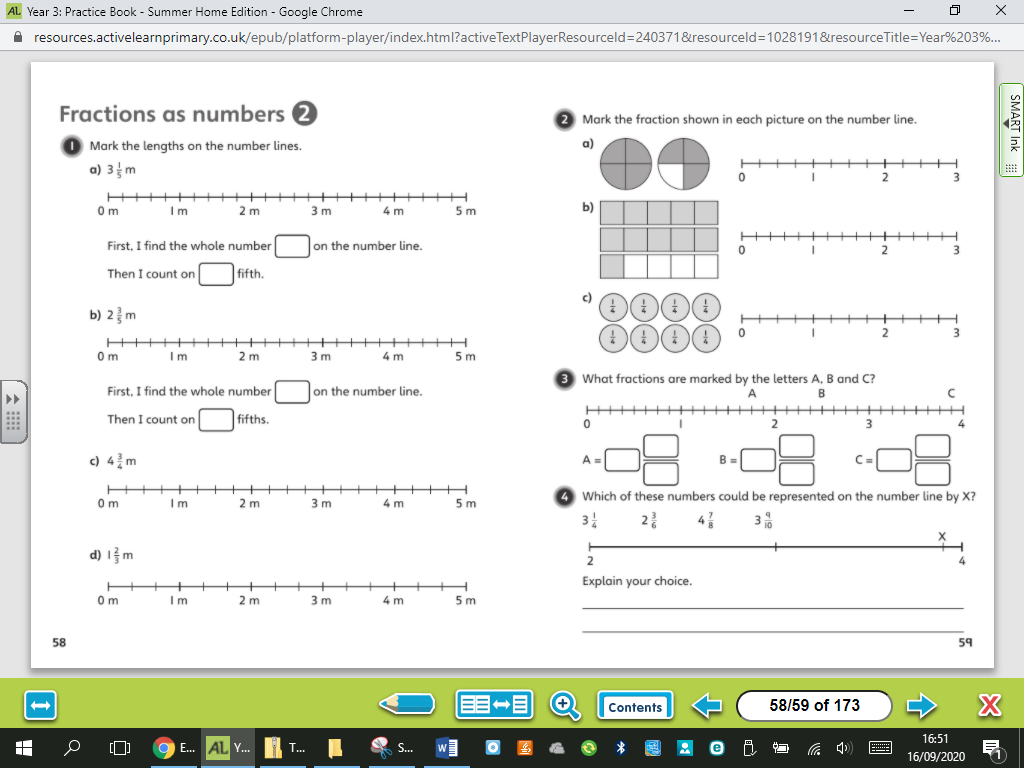 AL Year 3: Practice Book - Summer Home Edition - Google Chrome
resources.activelearnprimary.co.uk/epub/platform-player/index.html?activeTextPlayerResourceId=240371&resourceId=1028191&resourceTitle=Year%203%...
SMART Ink
Fractions as numbers 2
1 Mark the lengths on the number lines.
a) 3 1/5 m
0 m 1 m 2 m 3 m 4 m 5 m
First, I find the whole number on the number line.
Then I count on fifth.
b) 2 3/5 m
0 m 1 m 2 m 3 m 4 m 5 m
First, I find the whole number on the number line.
Then I count on fifths.
c) 4 3/4 m
0 m 1 m 2 m 3 m 4 m 5 m
d) 1 2/3 m
0 m 1 m 2 m 3 m 4 m 5 m
58
2 Mark the fraction shown in each picture on the number line.
a)
0 1 2 3
b)
0 1 2 3
c)
1/4 1/4 1/4 1/4
1/4 1/4 1/4 1/4
0 1 2 3
3 What fractions are marked by the letters A, B and C?
A B C
0 1 2 3 4
A = B = C =
4 Which of these numbers could be represented on the number line by X?
3 1/4 2 3/6 4 7/8 3 9/10
X
2 4
Explain your choice.
59
Contents
58/59 of 173
E...
AL Y...
T...
S...
16:51
16/09/2020
1